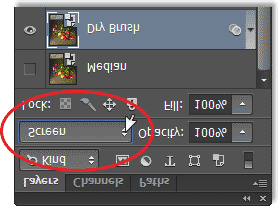 Layers Channels Paths
Kind
Screen Opacity: 100%
Lock: Fill: 100%
Median
Dry Brush